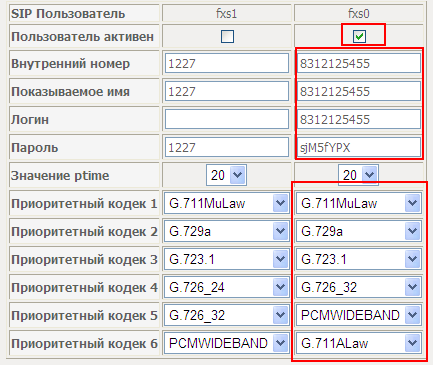 SIP Пользователь fxs1 fxs0
Пользователь активен
Внутренний номер 1227 8312125455
Показываемое имя 1227 8312125455
Логин 8312125455
Пароль 1227 sjM5fYPX
Значение ptime 20 20
Приоритетный кодек 1 G.711MuLaw G.711MuLaw
Приоритетный кодек 2 G.729a G.729a
Приоритетный кодек 3 G.723.1 G.723.1
Приоритетный кодек 4 G.726_24 G.726_32
Приоритетный кодек 5 G.726_32 PCMWIDEBAND
Приоритетный кодек 6 PCMWIDEBAND G.711ALaw